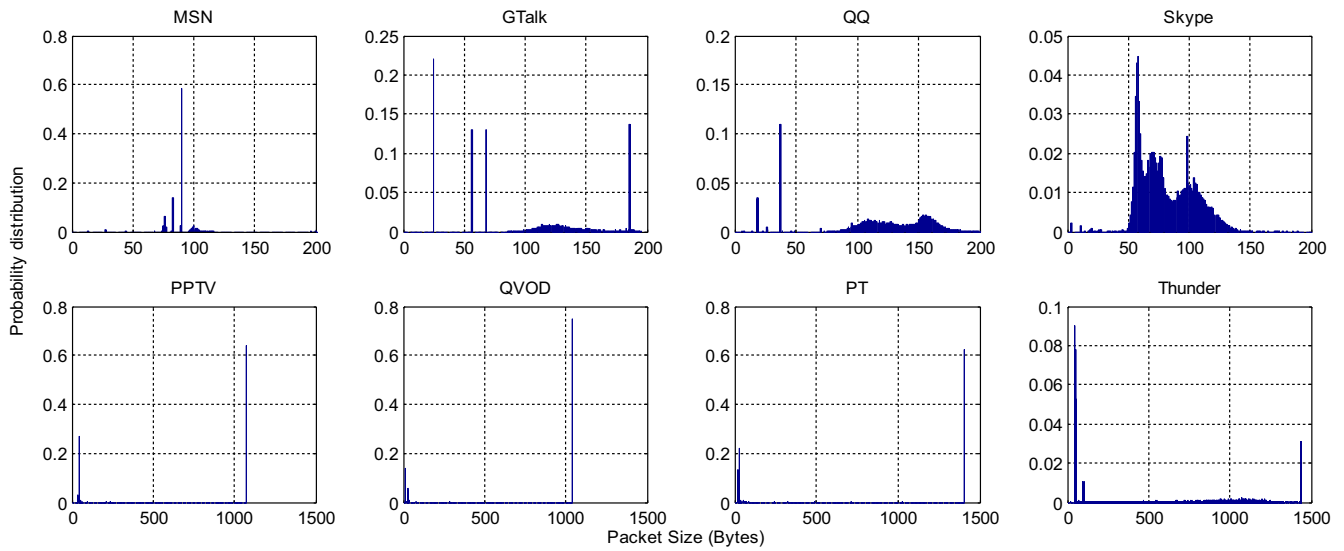 MSN GTalk QQ Skype
0.8 0.25 0.2 0.05
0.6 0.2 0.15 0.04
0.4 0.15 0.1 0.03
0.2 0.1 0.05 0.02
0 0.05 0 0.01
0 0
0 50 100 150 200 0 50 100 150 200 0 50 100 150 200 0 50 100 150 200
Probability distribution
PPTV QVOD PT Thunder
0.8 0.8 0.8 0.1
0.6 0.6 0.6 0.08
0.4 0.4 0.4 0.06
0.2 0.2 0.2 0.04
0 0 0 0.02
0
0 500 1000 1500 0 500 1000 1500 0 500 1000 1500 0 500 1000 1500
Packet Size (Bytes)